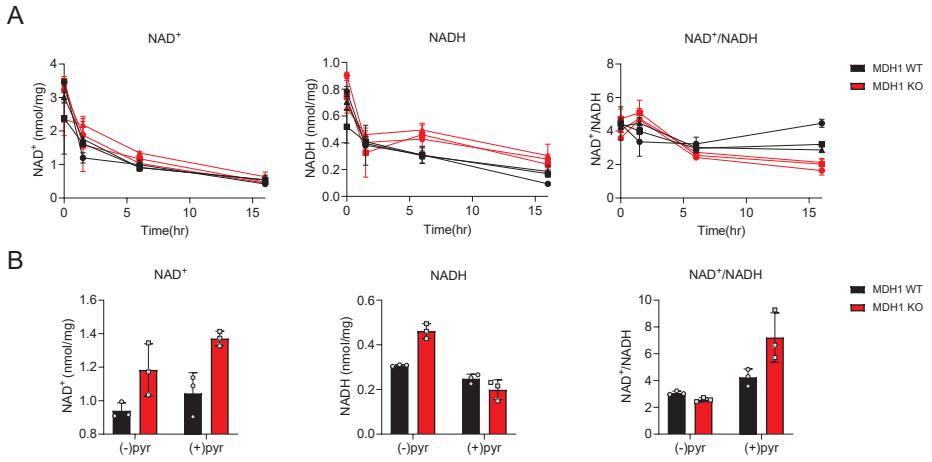 A
NAD⁺
NADH
NAD⁺/NADH
MDH1 WT
MDH1 KO
NAD⁺ (nmol/mg)
4
3
2
1
0
0
5
10
15
Time(hr)
NADH (nmol/mg)
1.0
0.8
0.6
0.4
0.2
0.0
0
5
10
15
Time(hr)
NAD⁺/NADH
8
6
4
2
0
0
5
10
15
Time(hr)
B
NAD⁺
NADH
NAD⁺/NADH
MDH1 WT
MDH1 KO
NAD⁺ (nmol/mg)
1.6
1.4
1.2
1.0
0.8
(-)pyr
(+)pyr
NADH (nmol/mg)
0.6
0.4
0.2
0.0
(-)pyr
(+)pyr
NAD⁺/NADH
10
8
6
4
2
0
(-)pyr
(+)pyr